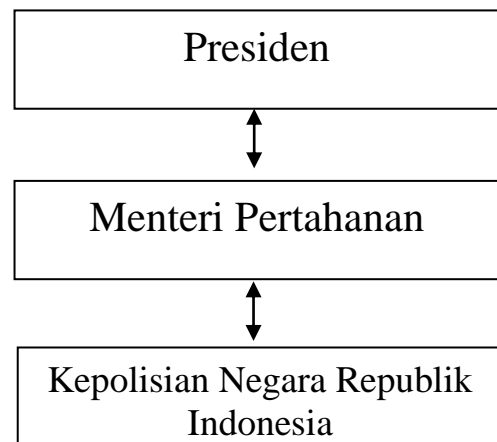 Presiden
Menteri Pertahanan
Kepolisian Negara Republik
Indonesia